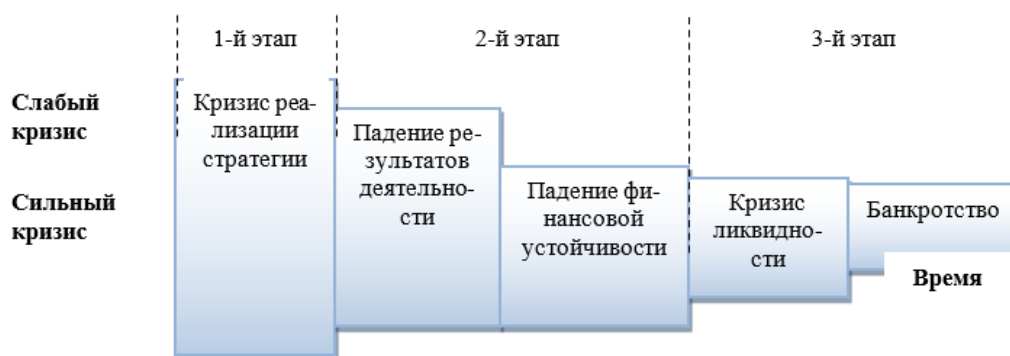 1-й этап
2-й этап
3-й этап
Слабый
кризис
Сильный
кризис
Кризис реа-
лизации
стратегии
Падение ре-
зультатов
деятельно-
сти
Падение фи-
нансовой
устойчивости
Кризис
ликвидно-
сти
Банкротство
Время